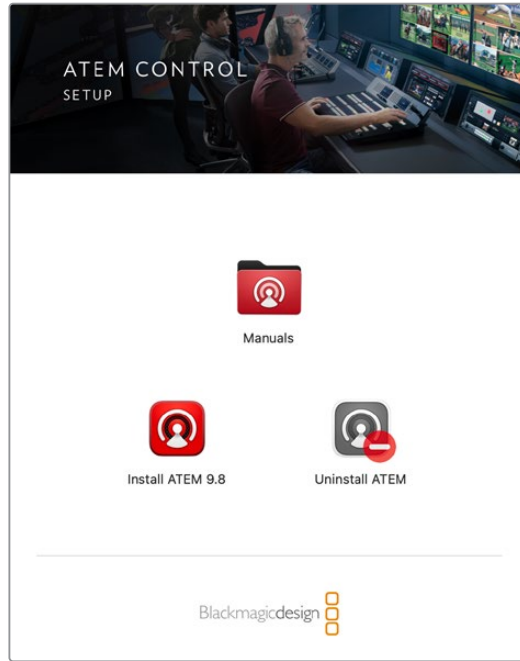 ATEM CONTROL
SETUP
Manuals
Install ATEM 9.8
Uninstall ATEM
Blackmagicdesign